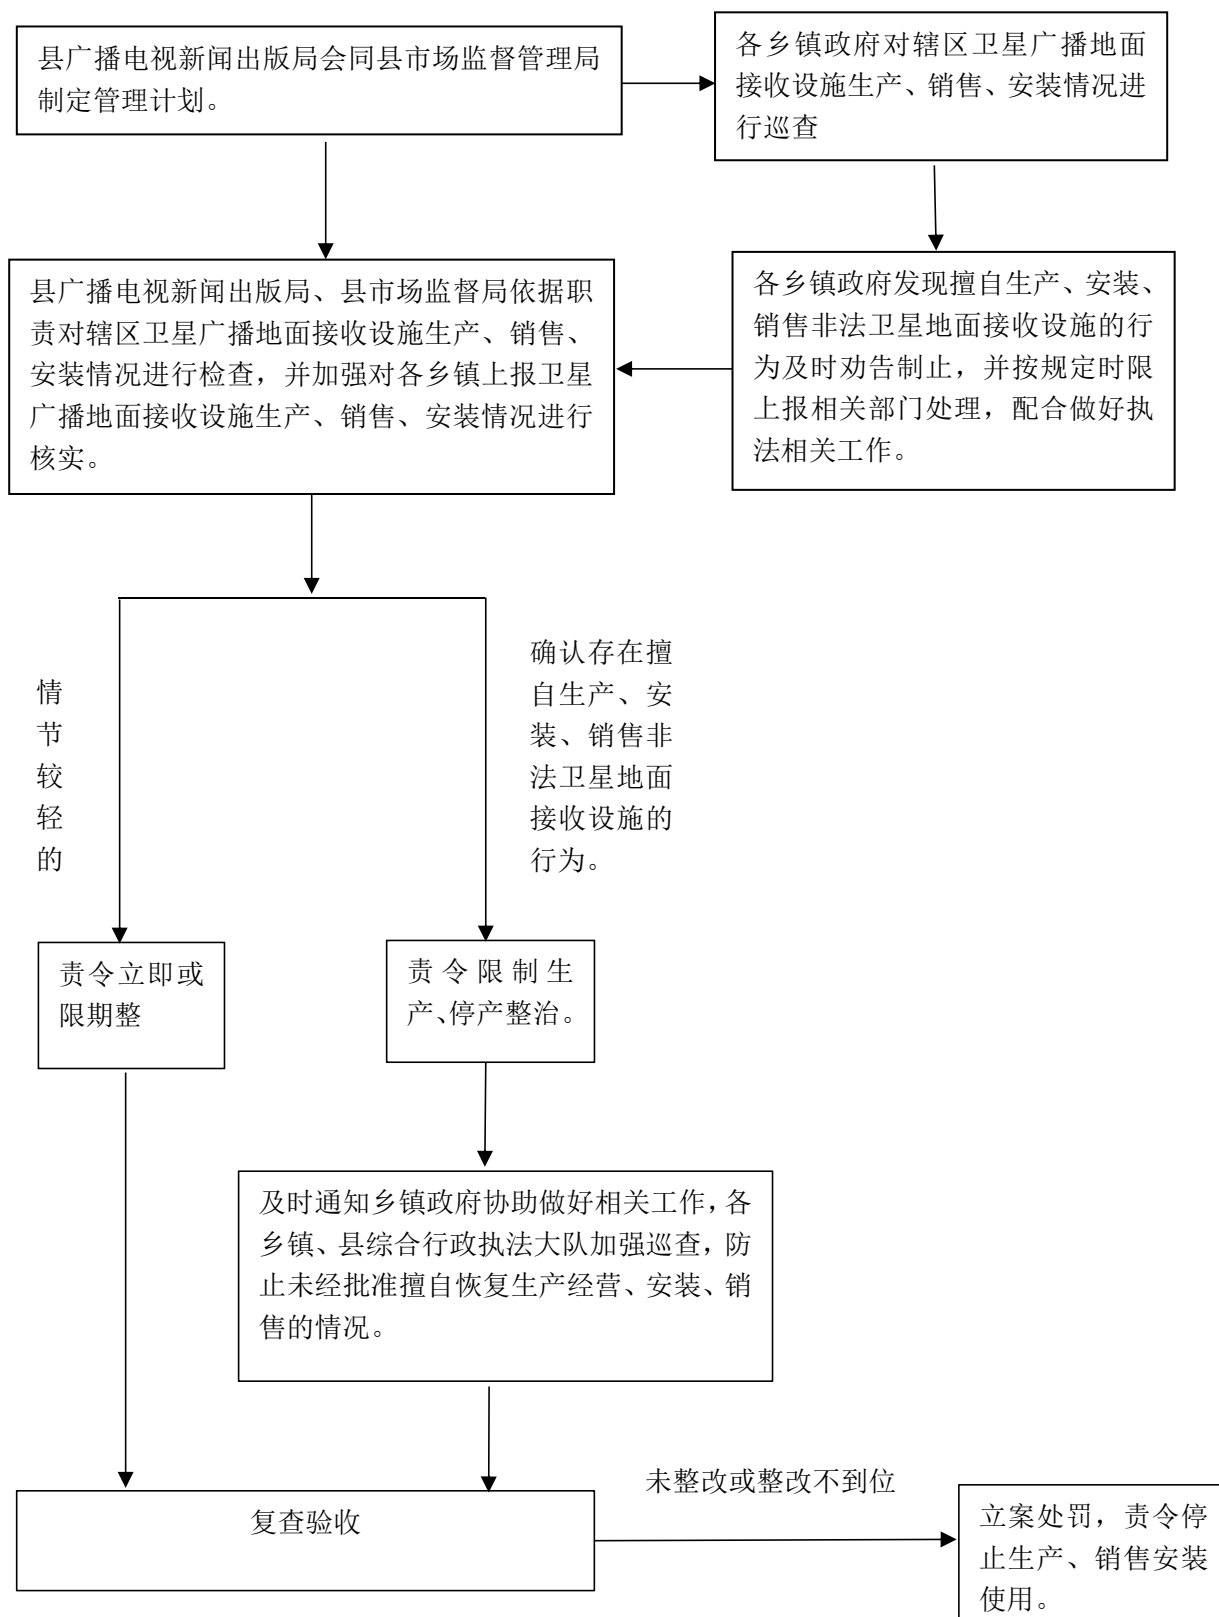 县广播电视新闻出版局会同县市场监督管理局
制定管理计划。
各乡镇政府对辖区卫星广播地面
接收设施生产、销售、安装情况进
行巡查
县广播电视新闻出版局、县市场监督局依据职
责对辖区卫星广播地面接收设施生产、销售、
安装情况进行检查，并加强对各乡镇上报卫星
广播地面接收设施生产、销售、安装情况进行
核实。
各乡镇政府发现擅自生产、安装、
销售非法卫星地面接收设施的行
为及时劝告制止，并按规定时限
上报相关部门处理，配合做好执
法相关工作。
情
节
较
轻
的
确认存在擅
自生产、安
装、销售非
法卫星地面
接收设施的
行为。
责令立即或
限期整
责令限制生
产、停产整治。
及时通知乡镇政府协助做好相关工作，各
乡镇、县综合行政执法大队加强巡查，防
止未经批准擅自恢复生产经营、安装、销
售的情况。
复查验收
未整改或整改不到位
立案处罚，责令停
止生产、销售安装
使用。